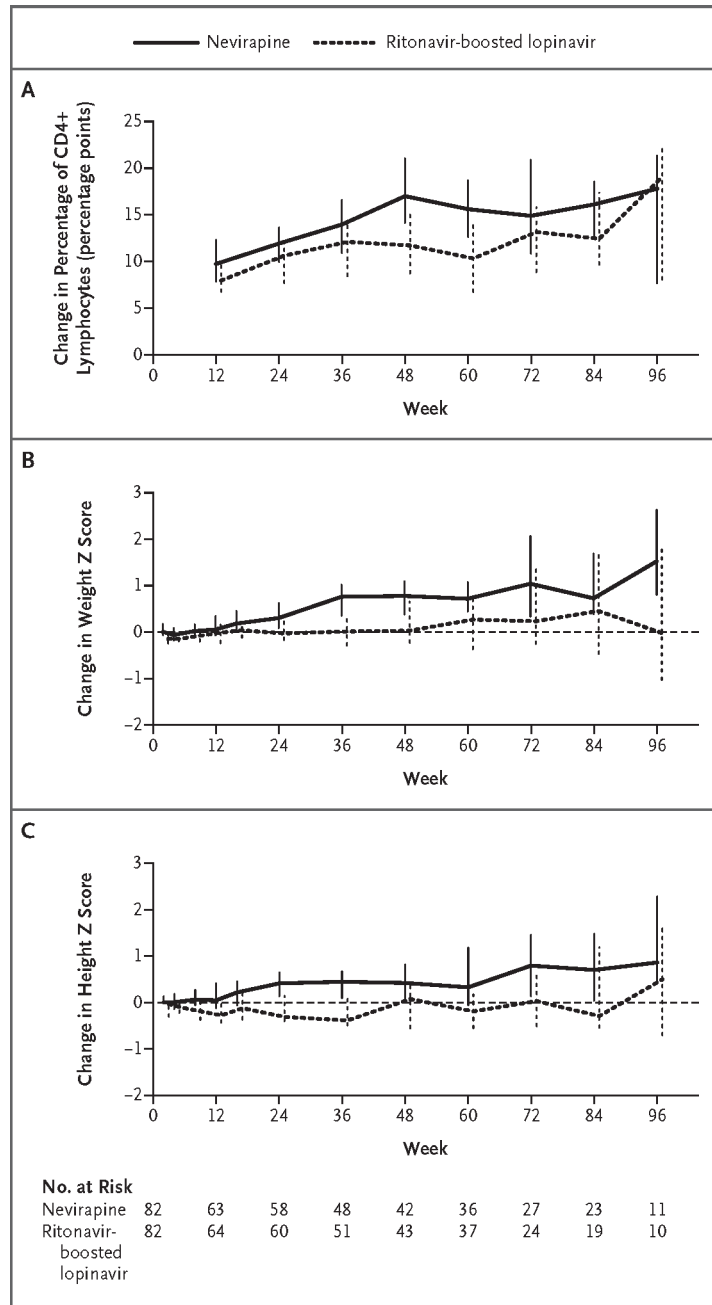 Nevirapine Ritonavir-boosted lopinavir
A
Change in Percentage of CD4+
Lymphocytes (percentage points)
25
20
15
10
5
0
0 12 24 36 48 60 72 84 96
Week
B
Change in Weight Z Score
3
2
1
0
−1
−2
0 12 24 36 48 60 72 84 96
Week
C
Change in Height Z Score
3
2
1
0
−1
−2
0 12 24 36 48 60 72 84 96
Week
No. at Risk
Nevirapine 82 63 58 48 42 36 27 23 11
Ritonavir- 82 64 60 51 43 37 24 19 10
boosted
lopinavir